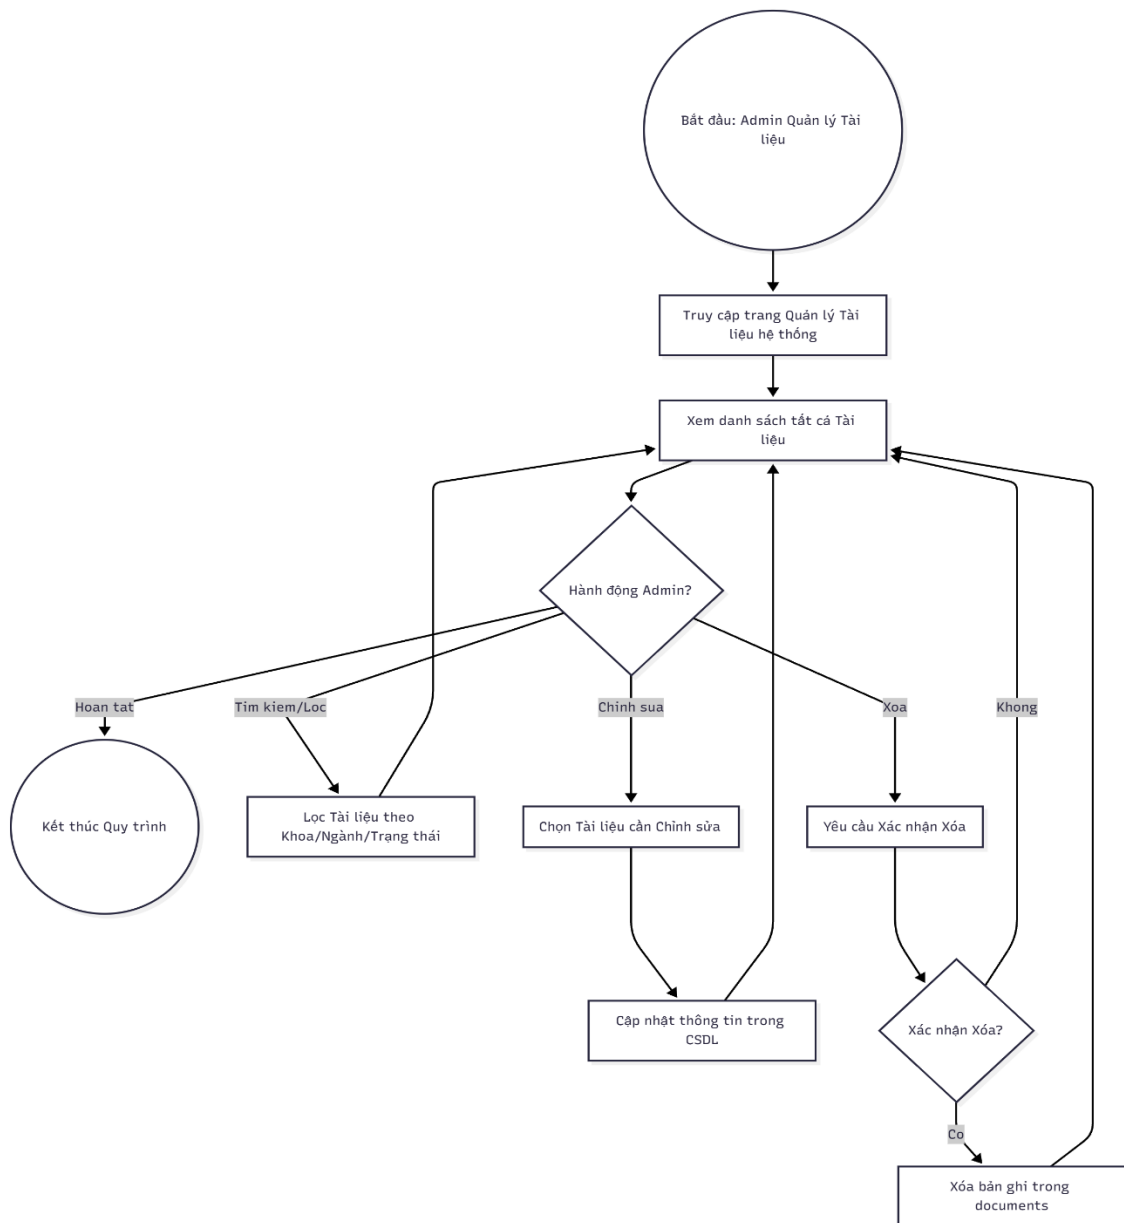 Bắt đầu: Admin Quản lý Tài
liệu
Truy cập trang Quản lý Tài
liệu hệ thống
Xem danh sách tất cả Tài
liệu
Hành động Admin?
Hoan tat
Tim kiem/Loc
Chinh sua
Xoa
Khong
Kết thúc Quy trình
Lọc Tài liệu theo
Khoa/Ngành/Trạng thái
Chọn Tài liệu cần Chỉnh sửa
Yêu cầu Xác nhận Xóa
Cập nhật thông tin trong
CSDL
Xác nhận Xóa?
Co
Xóa bản ghi trong
documents